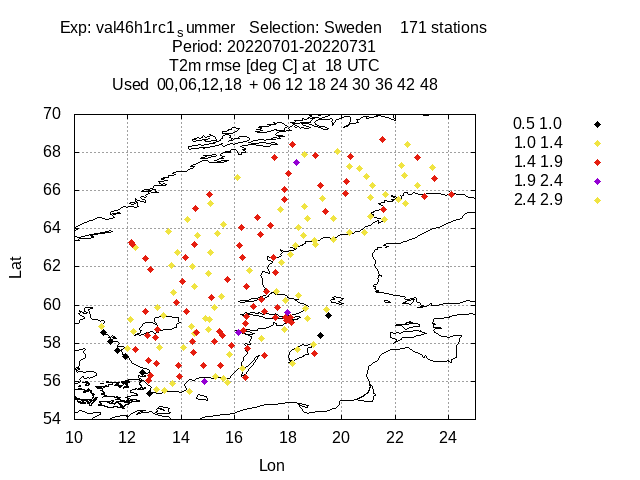 Exp: val46h1rc1summer Selection: Sweden 171 stations
Period: 20220701-20220731
T2m rmse [deg C] at 18 UTC
Used 00,06,12,18 + 06 12 18 24 30 36 42 48
70
68
66
64
62
60
58
56
54
Lat
10 12 14 16 18 20 22 24
Lon
0.5 1.0
1.0 1.4
1.4 1.9
1.9 2.4
2.4 2.9